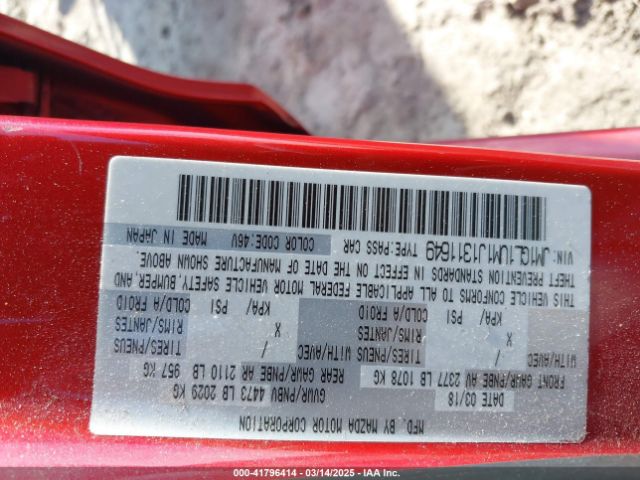 MFD. BY MAZDA MOTOR CORPORATION
DATE 03/18 GVWR/PNBV 4473 LB 2029 KG
FRONT GAWR/PNBE AV 2377 LB 1078 KG REAR GAWR/PNBE AR 2110 LB 957 KG
WITH/AVEC TIRES/PNEUS WITH/AVEC TIRES/PNEUS
/ RIMS/JANTES / RIMS/JANTES
X X
KPA/ PSI COLD/A FROID KPA/ PSI COLD/A FROID
THIS VEHICLE CONFORMS TO ALL APPLICABLE FEDERAL MOTOR VEHICLE SAFETY, BUMPER, AND
THEFT PREVENTION STANDARDS IN EFFECT ON THE DATE OF MANUFACTURE SHOWN ABOVE.
VIN: JM1GL1UM1J1311649 TYPE:PASS CAR COLOR CODE:46V MADE IN JAPAN
000-41796414 — 03/14/2025 — IAA Inc.